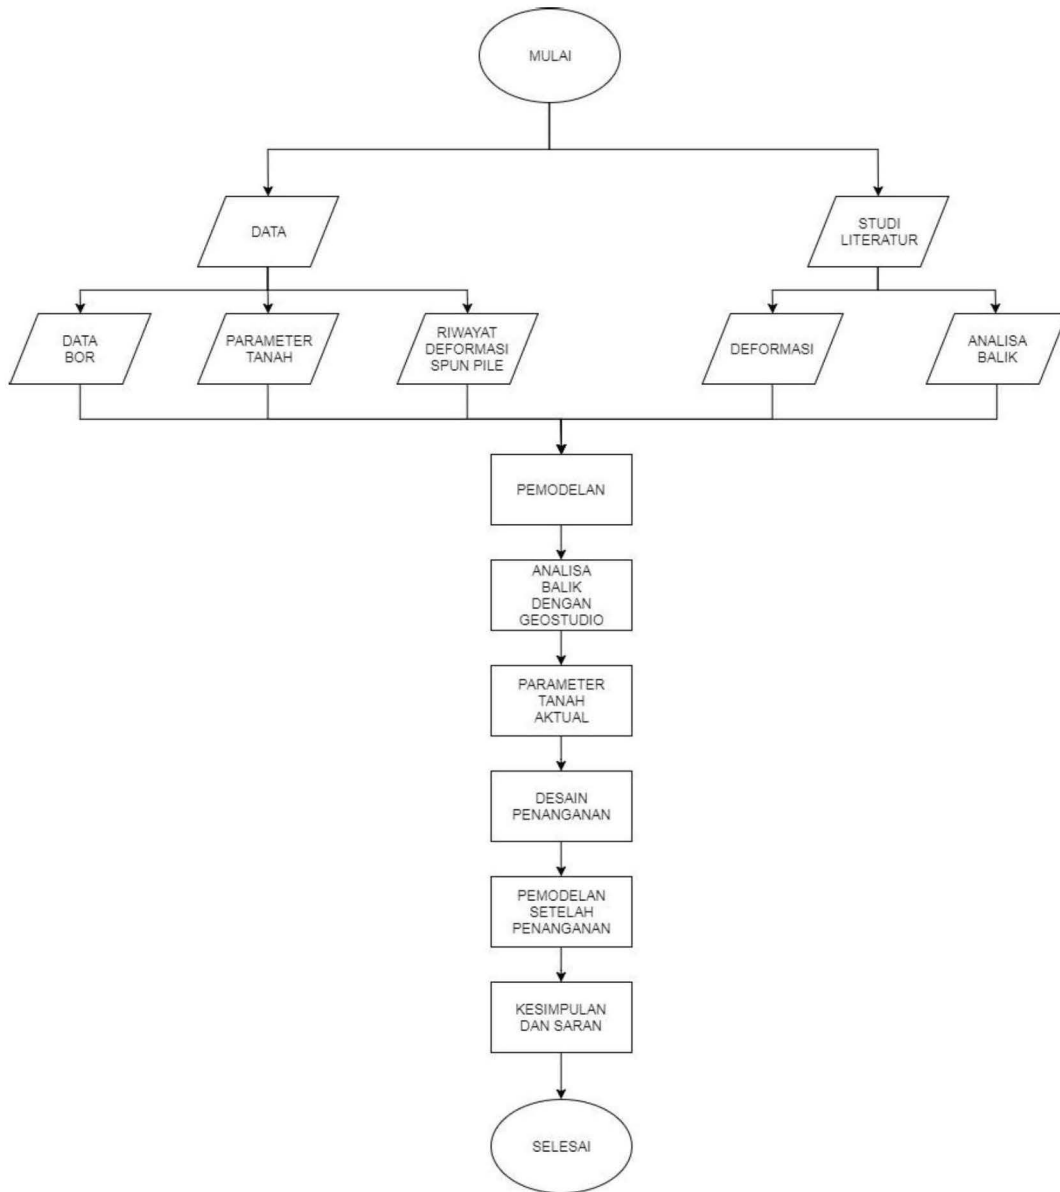 MULAI
DATA
STUDI
LITERATUR
DATA
BOR
PARAMETER
TANAH
RIWAYAT
DEFORMASI
SPUN PILE
DEFORMASI
ANALISA
BALIK
PEMODELAN
ANALISA
BALIK
DENGAN
GEOSTUDIO
PARAMETER
TANAH
AKTUAL
DESAIN
PENANGANAN
PEMODELAN
SETELAH
PENANGANAN
KESIMPULAN
DAN SARAN
SELESAI